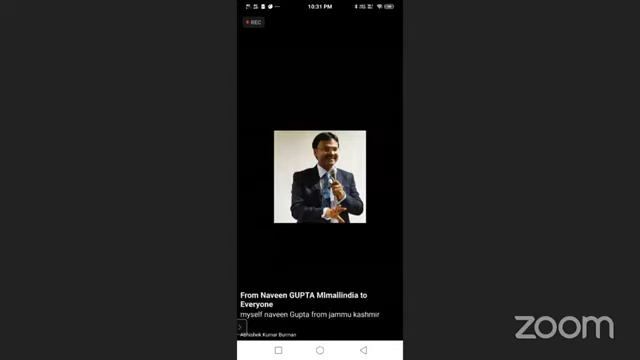 10:31 PM
REC
From Naveen GUPTA MImailindia to
Everyone
myself naveen Gupta from jammu kashmir
Abhishek Kumar Burman
zoom